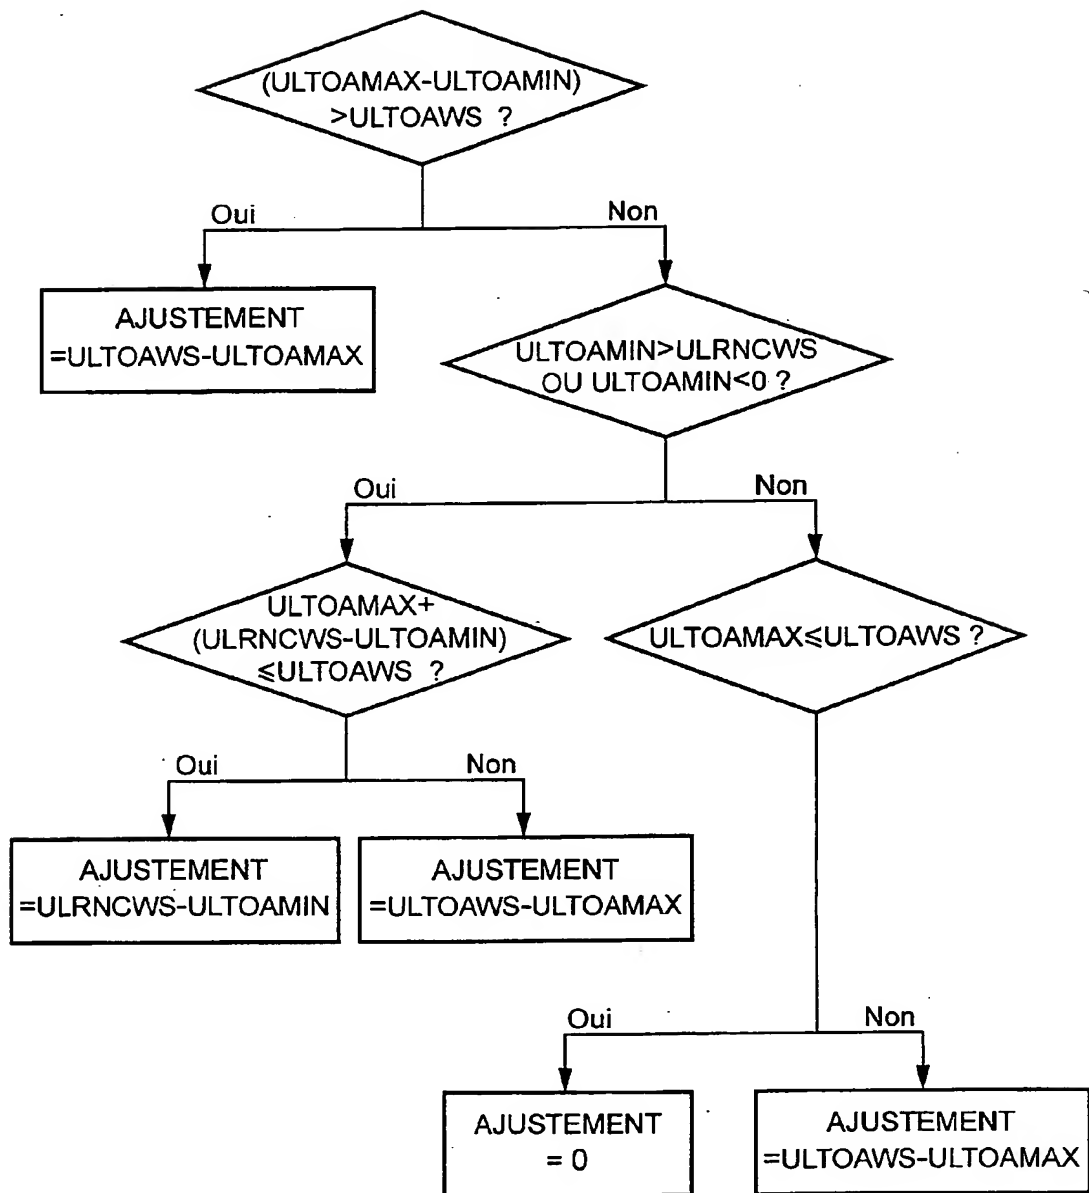 (ULTOAMAX-ULTOAMIN)
>ULTOAWS ?
Oui
Non
AJUSTEMENT
=ULTOAWS-ULTOAMAX
ULTOAMIN>ULRNCWS
OU ULTOAMIN<0 ?
Oui
Non
ULTOAMAX+
(ULRNCWS-ULTOAMIN)
⩽ULTOAWS ?
ULTOAMAX⩽ULTOAWS ?
Oui
Non
AJUSTEMENT
=ULRNCWS-ULTOAMIN
AJUSTEMENT
=ULTOAWS-ULTOAMAX
Oui
Non
AJUSTEMENT
= 0
AJUSTEMENT
=ULTOAWS-ULTOAMAX